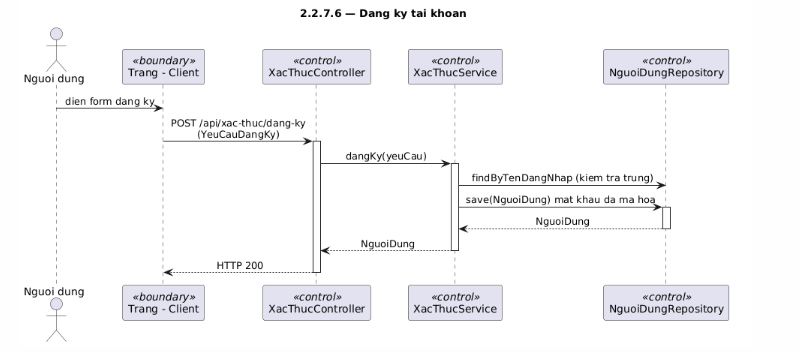 2.2.7.6 — Dang ky tai khoan
Nguoi dung
«boundary»
Trang - Client
«control»
XacThucController
«control»
XacThucService
«control»
NguoiDungRepository
dien form dang ky
POST /api/xac-thuc/dang-ky
(YeuCauDangKy)
dangKy(yeuCau)
findByTenDangNhap (kiem tra trung)
save(NguoiDung) mat khau da ma hoa
NguoiDung
NguoiDung
HTTP 200
Nguoi dung
«boundary»
Trang - Client
«control»
XacThucController
«control»
XacThucService
«control»
NguoiDungRepository